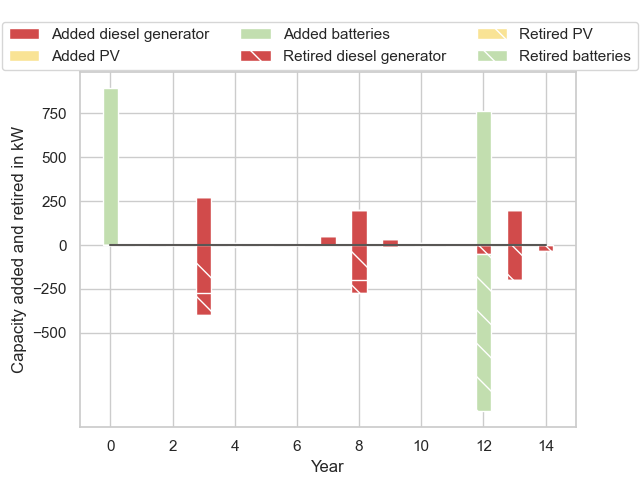 Added diesel generator
Added batteries
Retired PV
Added PV
Retired diesel generator
Retired batteries
Capacity added and retired in kW
750
500
250
0
−250
−500
0 2 4 6 8 10 12 14
Year